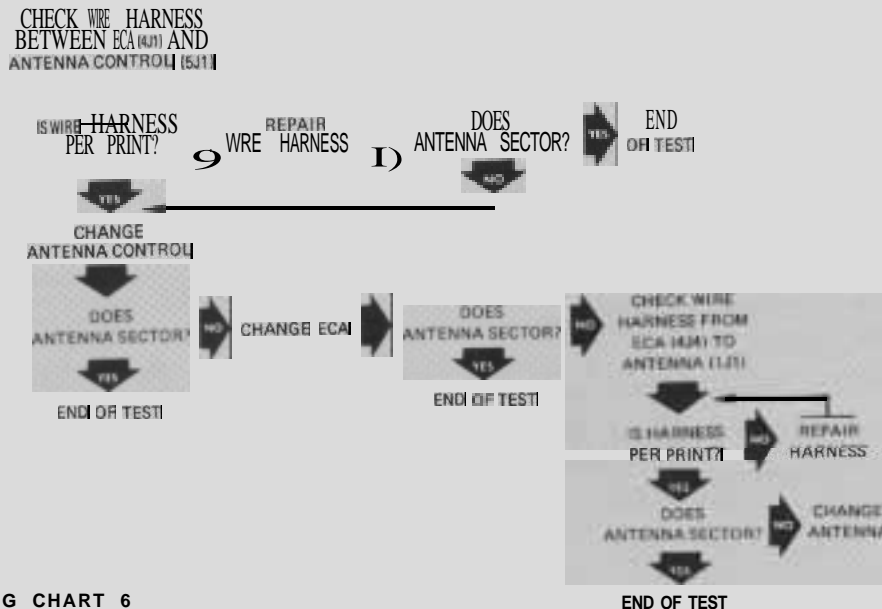 CHECK WIRE HARNESS
BETWEEN ECA (4J1) AND
ANTENNA CONTROL (5J1)
IS WIRE HARNESS
PER PRINT?
REPAIR
WRE HARNESS
DOES
ANTENNA SECTOR?
YES
END
OF TEST
NO
YES
CHANGE
ANTENNA CONTROL
DOES
ANTENNA SECTOR?
NO
CHANGE ECA
DOES
ANTENNA SECTOR?
NO
CHECK WIRE
HARNESS FROM
ECA (4J4) TO
ANTENNA (1J1)
YES
END OF TEST
YES
END OF TEST
IS HARNESS
PER PRINT?
NO
REPAIR
HARNESS
YES
DOES
ANTENNA SECTOR?
NO
CHANGE
ANTENNA
YES
END OF TEST
G CHART 6